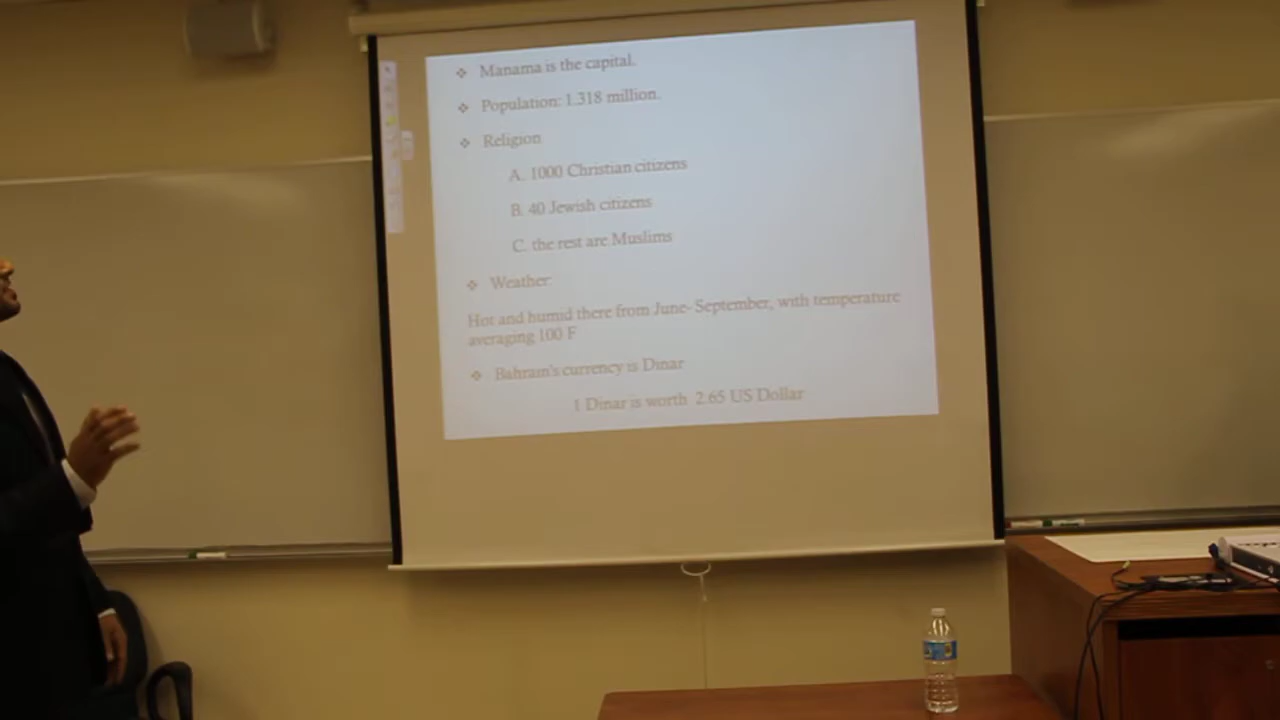 ❖ Manama is the capital.
❖ Population: 1.318 million.
❖ Religion
A. 1000 Christian citizens
B. 40 Jewish citizens
C. the rest are Muslims
❖ Weather:
Hot and humid there from June- September, with temperature
averaging 100 F
❖ Bahrain's currency is Dinar
1 Dinar is worth 2.65 US Dollar